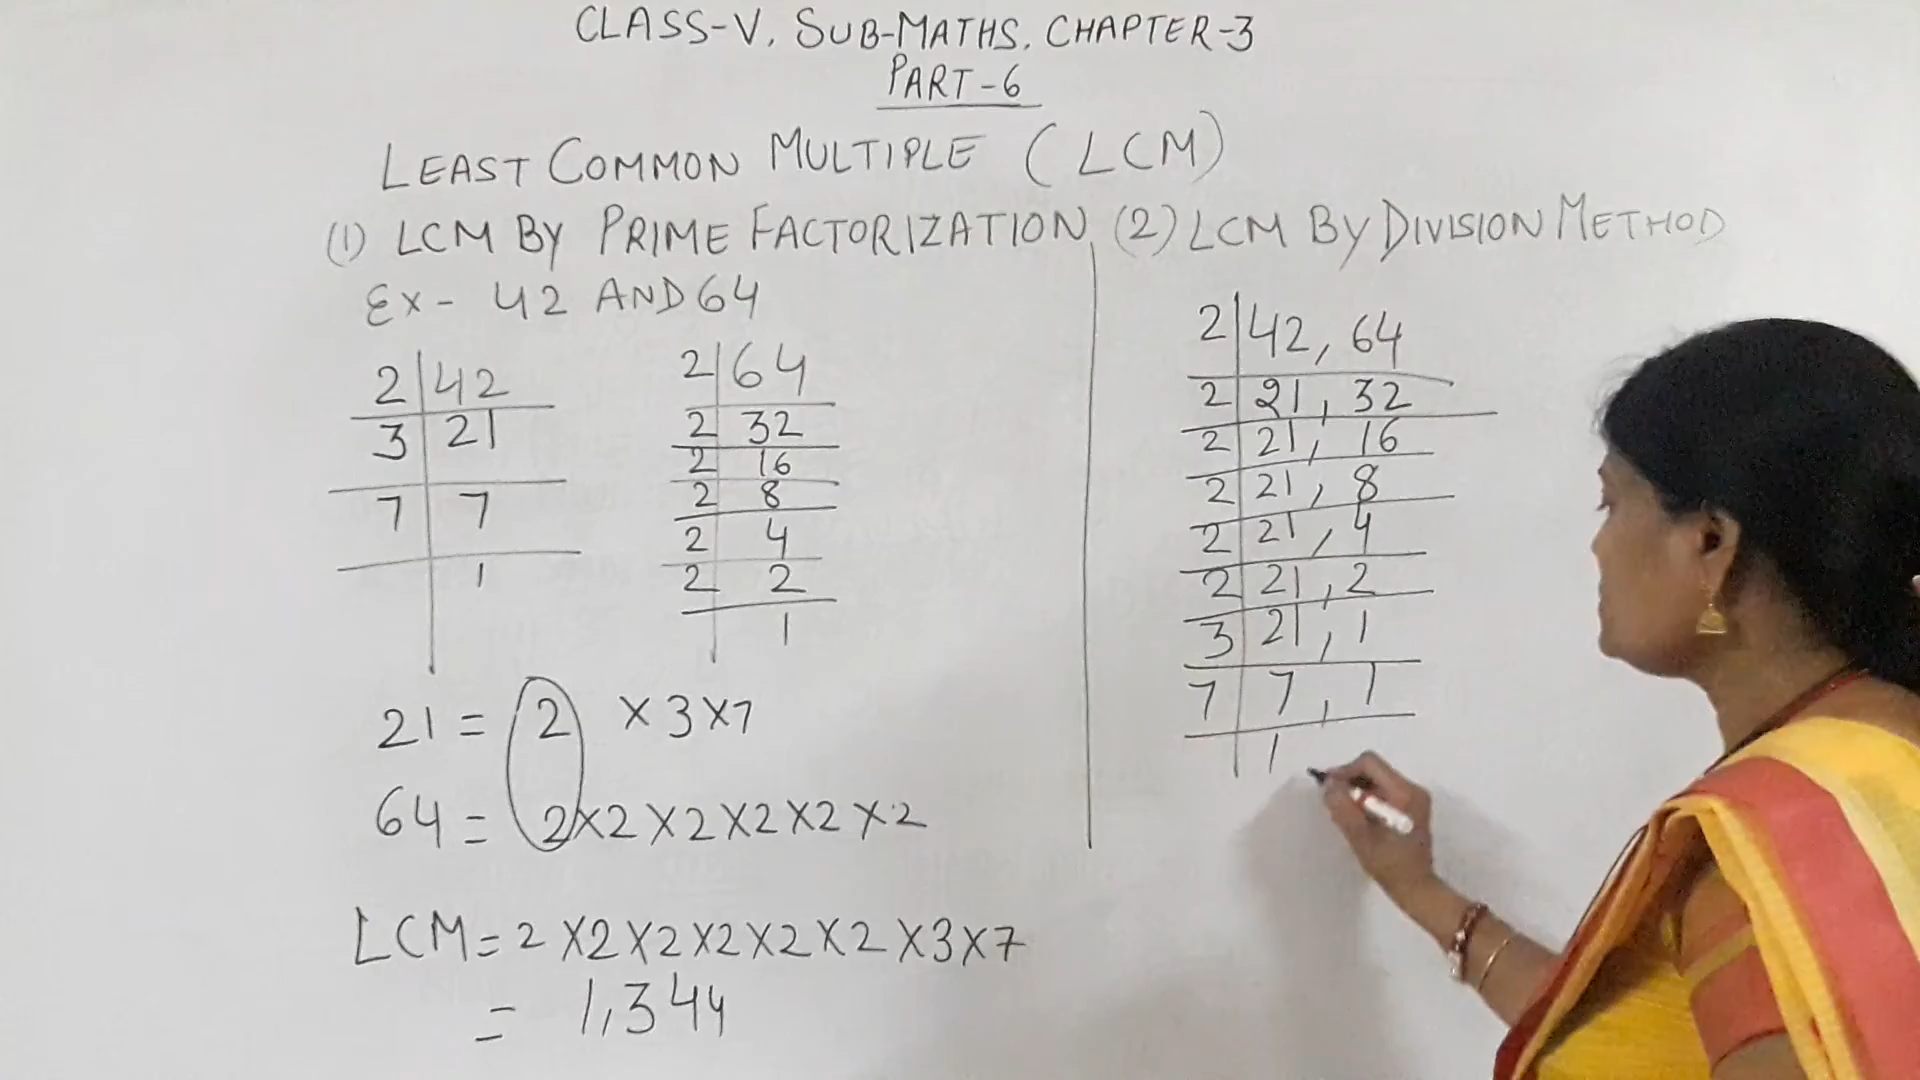 CLASS-V, SUB-MATHS, CHAPTER-3
PART-6
LEAST COMMON MULTIPLE (LCM)
(1) LCM BY PRIME FACTORIZATION
EX- 42 AND 64
2 | 42
3 | 21
7 | 7
1
2 | 64
2 | 32
2 | 16
2 | 8
2 | 4
2 | 2
1
21 = 2 × 3 × 7
64 = 2 × 2 × 2 × 2 × 2 × 2
LCM = 2 × 2 × 2 × 2 × 2 × 2 × 3 × 7
= 1,344
(2) LCM BY DIVISION METHOD
2 | 42, 64
2 | 21, 32
2 | 21, 16
2 | 21, 8
2 | 21, 4
2 | 21, 2
3 | 21, 1
7 | 7, 1
1